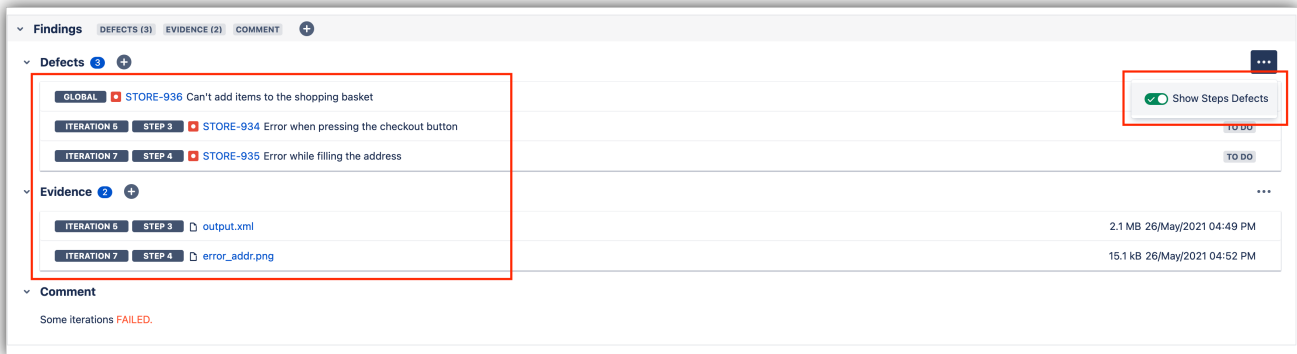 Findings DEFECTS (3) EVIDENCE (2) COMMENT
Defects 3
GLOBAL STORE-936 Can't add items to the shopping basket
Show Steps Defects
ITERATION 5 STEP 3 STORE-934 Error when pressing the checkout button TO DO
ITERATION 7 STEP 4 STORE-935 Error while filling the address TO DO
Evidence 2
ITERATION 5 STEP 3 output.xml 2.1 MB 26/May/2021 04:49 PM
ITERATION 7 STEP 4 error_addr.png 15.1 kB 26/May/2021 04:52 PM
Comment
Some iterations FAILED.